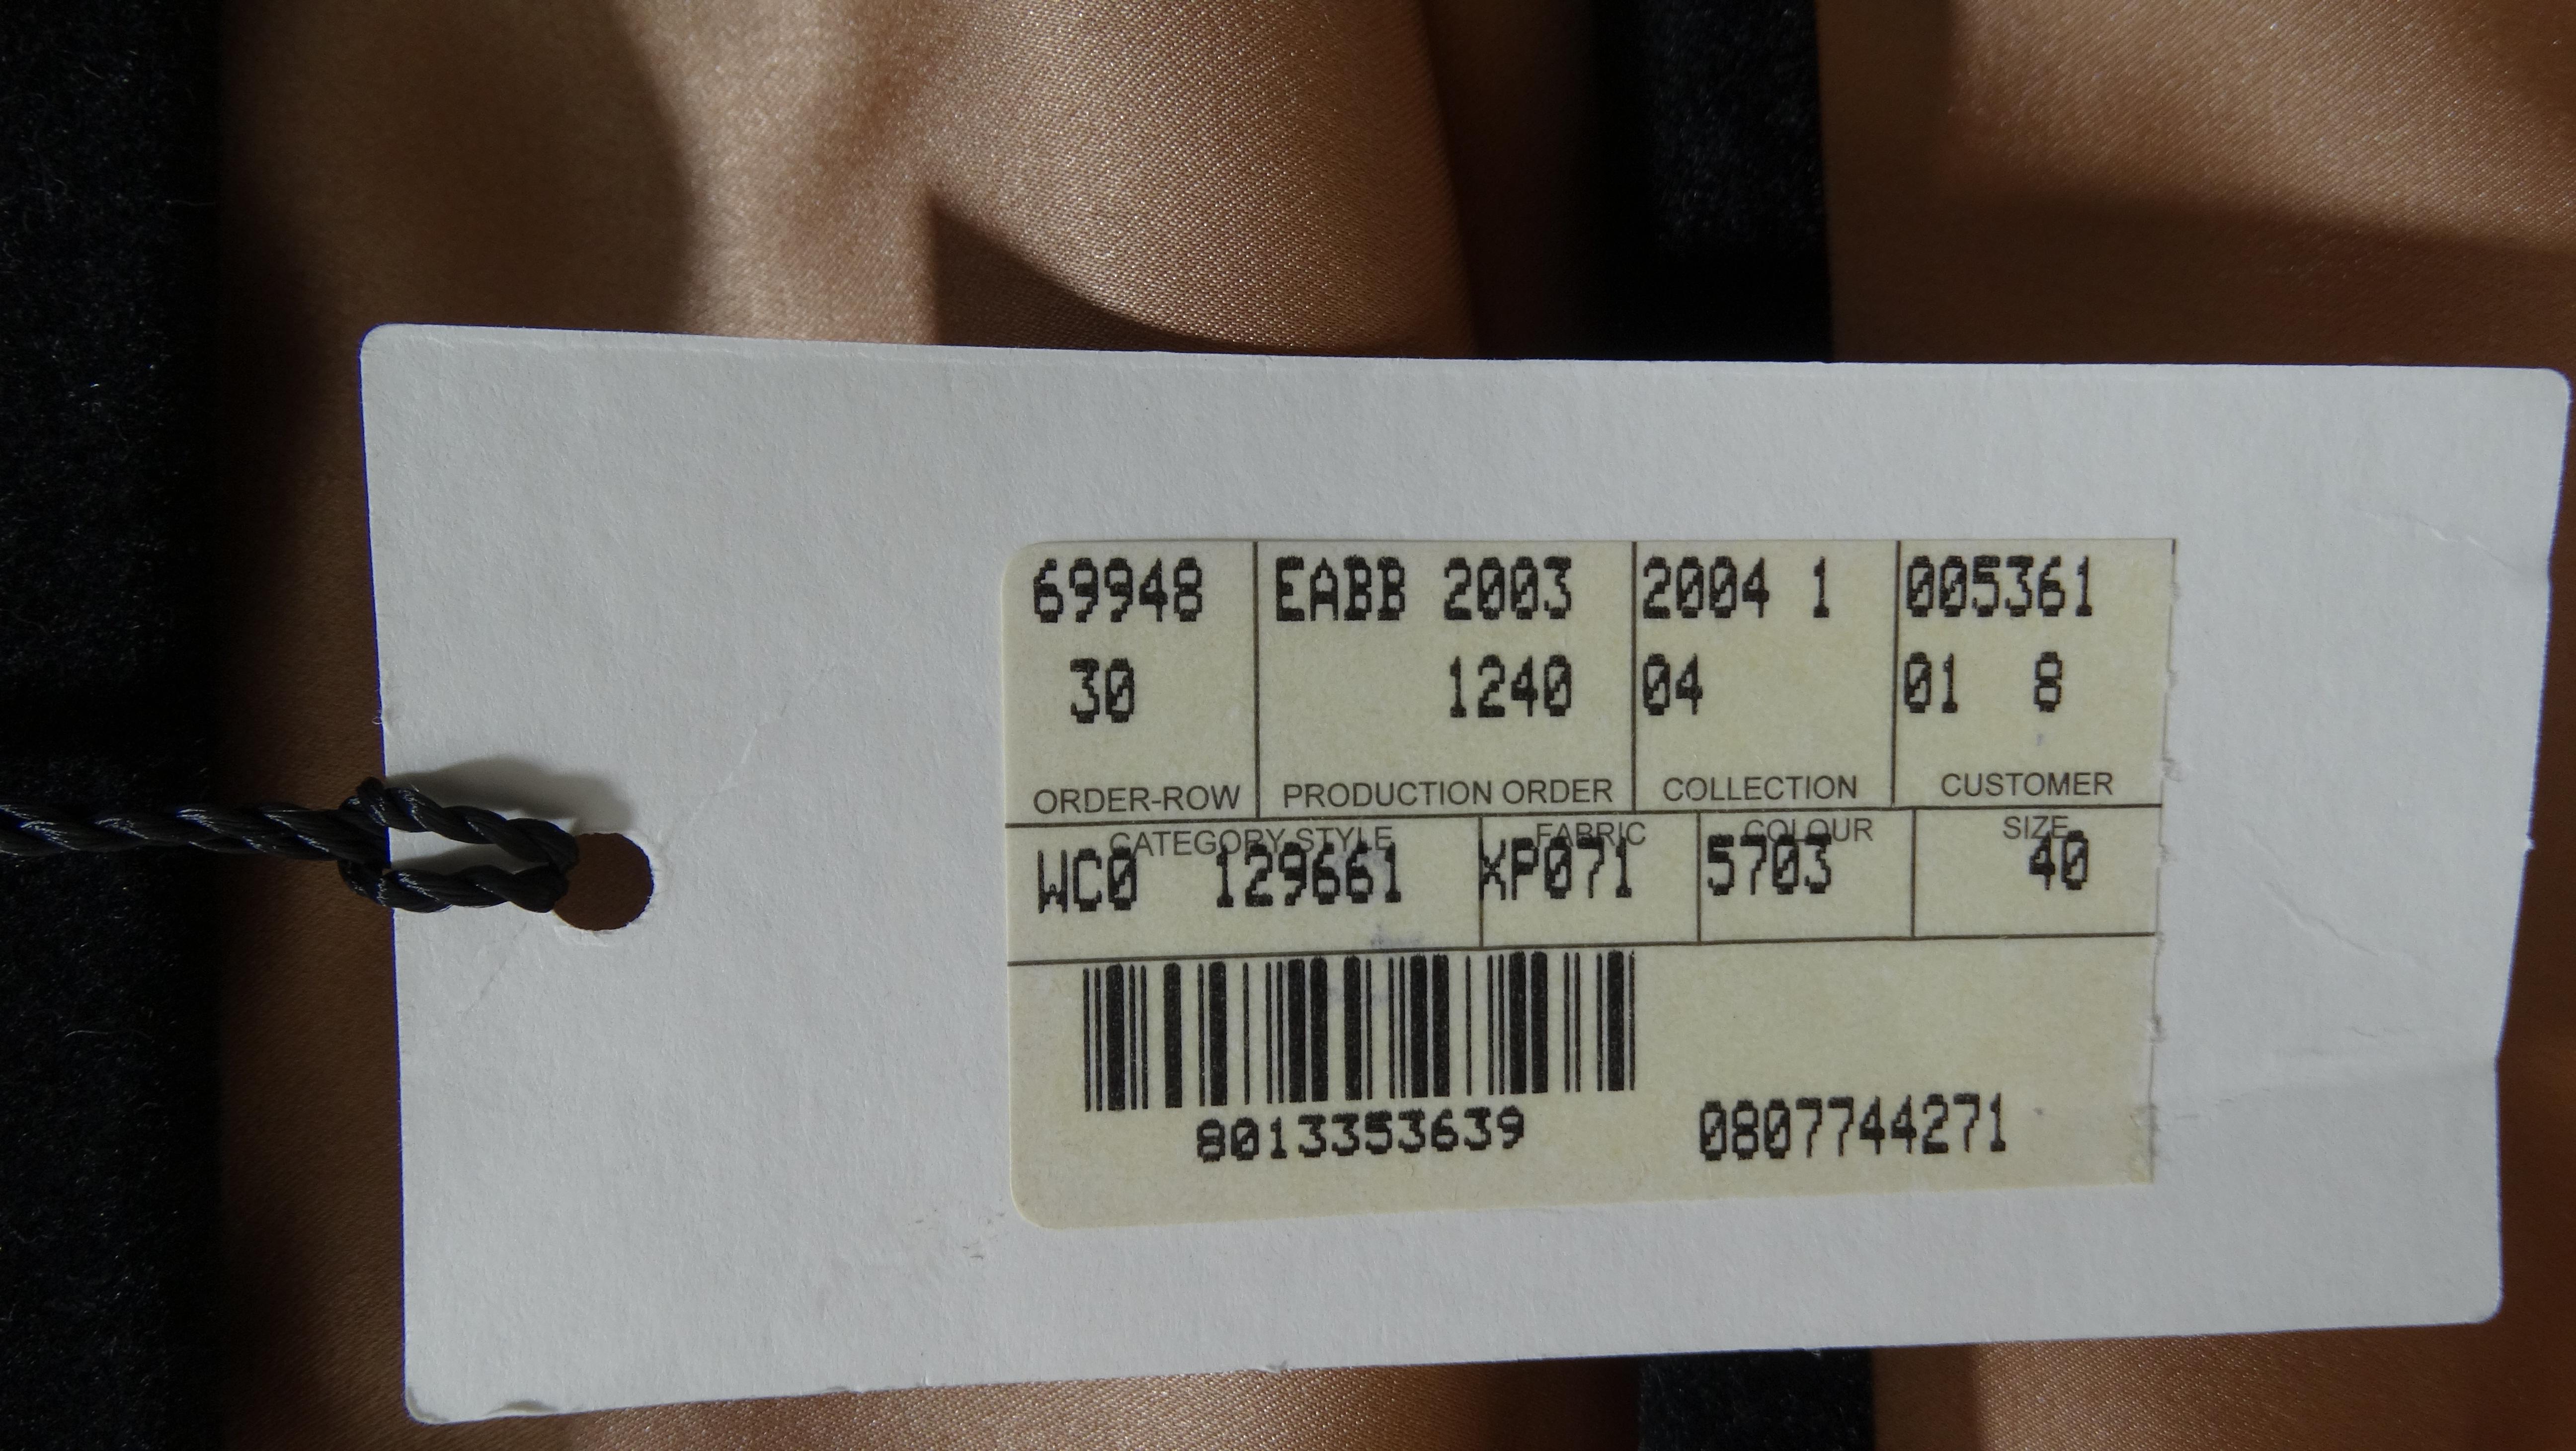 69948 EABB 2003 2004 1 005361
30 1240 04 01 8
ORDER-ROW PRODUCTION ORDER COLLECTION CUSTOMER
CATEGORY STYLE FABRIC COLOUR SIZE
WC0 129661 XP071 5703 40
8013353639 0807744271